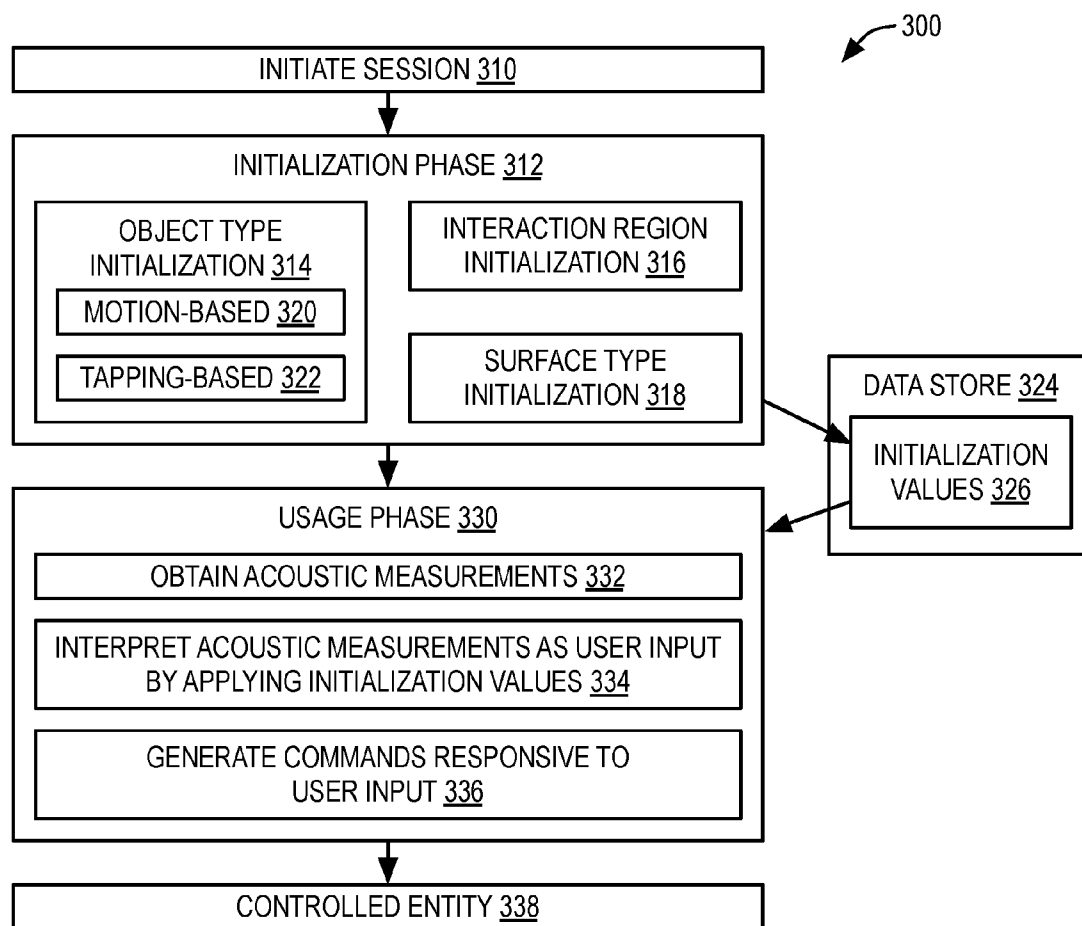 300
INITIATE SESSION 310
INITIALIZATION PHASE 312
OBJECT TYPE
INITIALIZATION 314
MOTION-BASED 320
TAPPING-BASED 322
INTERACTION REGION
INITIALIZATION 316
SURFACE TYPE
INITIALIZATION 318
DATA STORE 324
INITIALIZATION
VALUES 326
USAGE PHASE 330
OBTAIN ACOUSTIC MEASUREMENTS 332
INTERPRET ACOUSTIC MEASUREMENTS AS USER INPUT
BY APPLYING INITIALIZATION VALUES 334
GENERATE COMMANDS RESPONSIVE TO
USER INPUT 336
CONTROLLED ENTITY 338